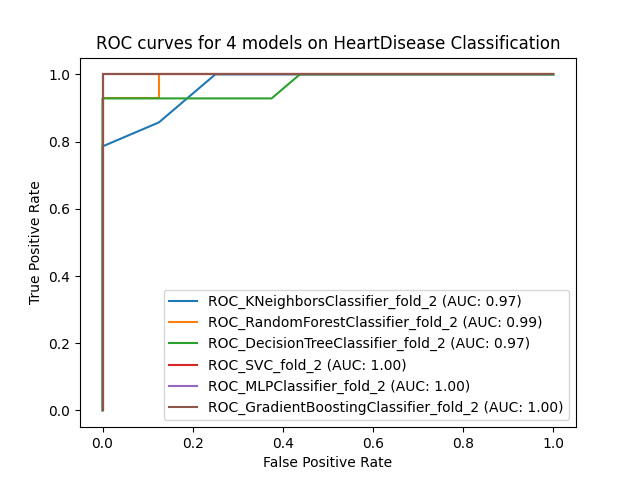 ROC curves for 4 models on HeartDisease Classification
1.0
0.8
0.6
0.4
0.2
0.0
True Positive Rate
ROC_KNeighborsClassifier_fold_2 (AUC: 0.97)
ROC_RandomForestClassifier_fold_2 (AUC: 0.99)
ROC_DecisionTreeClassifier_fold_2 (AUC: 0.97)
ROC_SVC_fold_2 (AUC: 1.00)
ROC_MLPClassifier_fold_2 (AUC: 1.00)
ROC_GradientBoostingClassifier_fold_2 (AUC: 1.00)
0.0 0.2 0.4 0.6 0.8 1.0
False Positive Rate